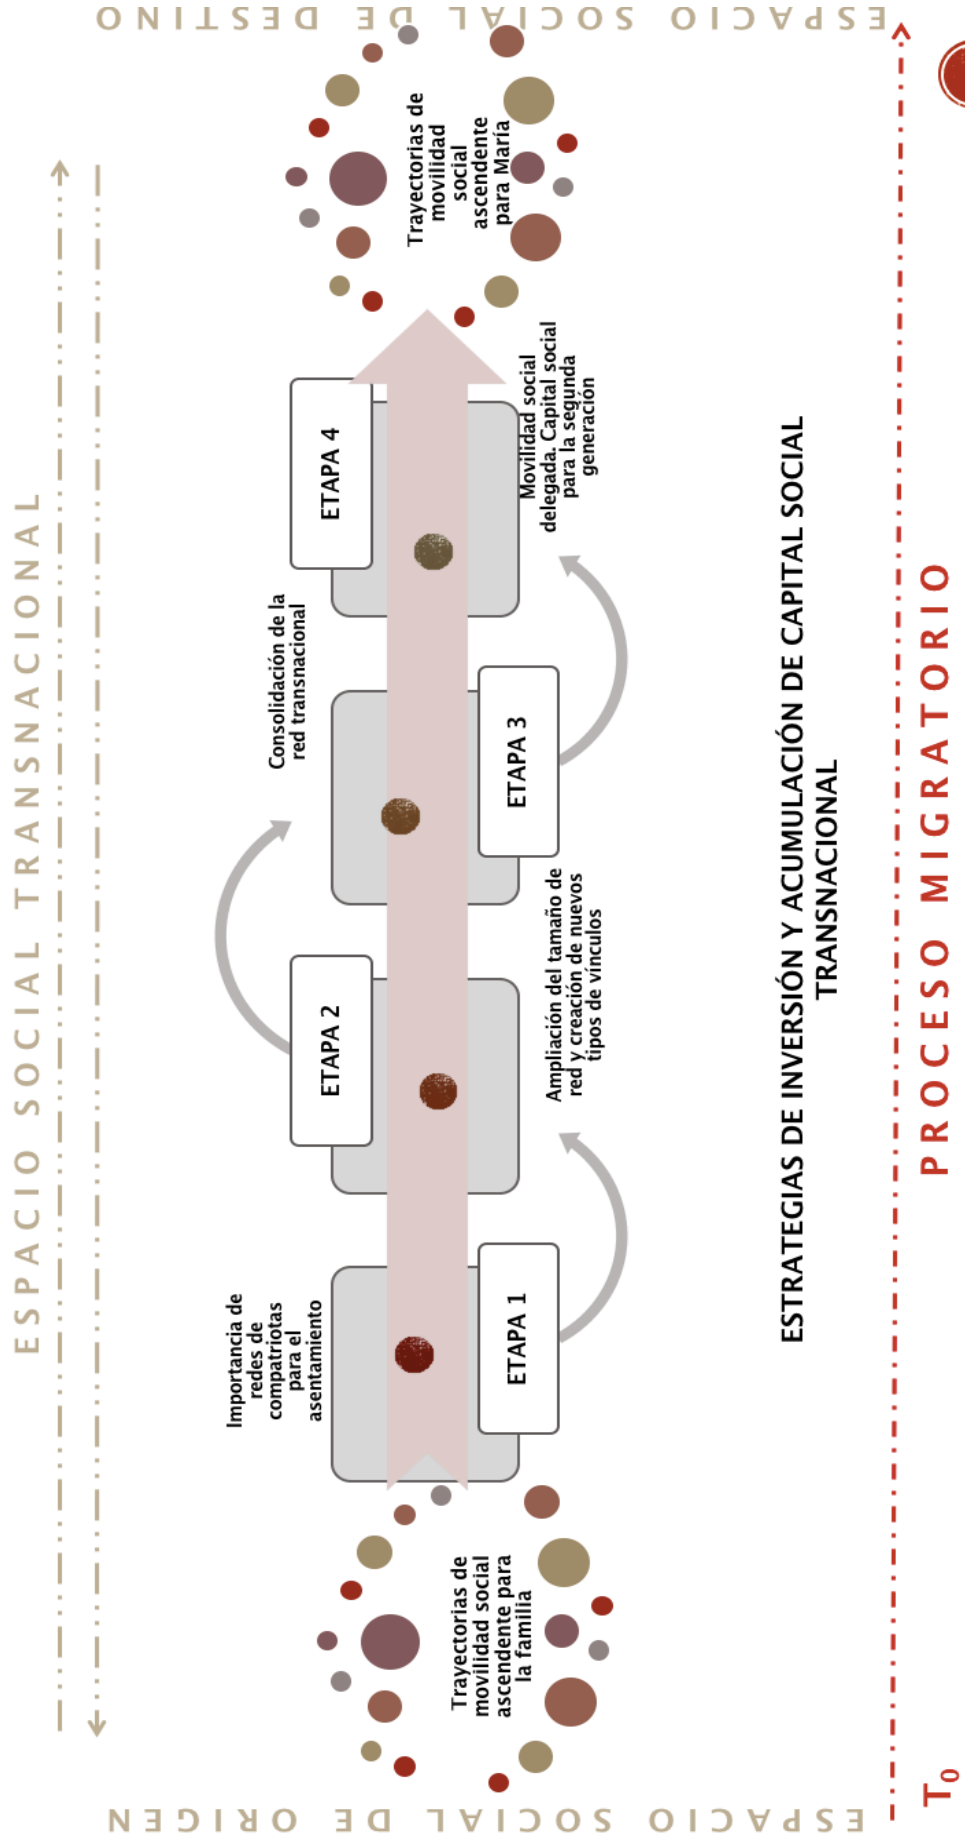 ESPACIO SOCIAL TRANSNACIONAL
ESPACIO SOCIAL DE ORIGEN
Trayectorias de
movilidad social
ascendente para
la familia
Importancia de
redes de
compatriotas
para el
asentamiento
ETAPA 1
ETAPA 2
Ampliación del tamaño de
red y creación de nuevos
tipos de vínculos
Consolidación de la
red transnacional
ETAPA 3
ETAPA 4
Movilidad social
delegada. Capital social
para la segunda
generación
Trayectorias de
movilidad
social
ascendente
para María
ESPACIO SOCIAL DE DESTINO
ESTRATEGIAS DE INVERSIÓN Y ACUMULACIÓN DE CAPITAL SOCIAL
TRANSNACIONAL
T₀
PROCESO MIGRATORIO